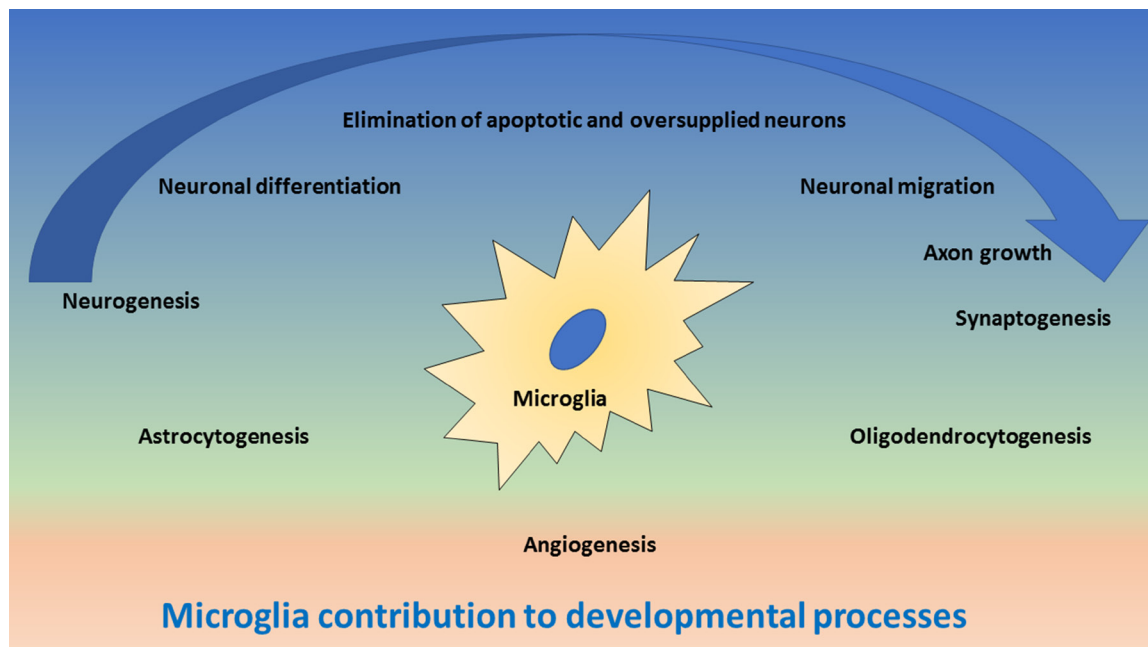 Elimination of apoptotic and oversupplied neurons
Neuronal differentiation
Neuronal migration
Axon growth
Neurogenesis
Synaptogenesis
Microglia
Astrocytogenesis
Oligodendrocytogenesis
Angiogenesis
Microglia contribution to developmental processes